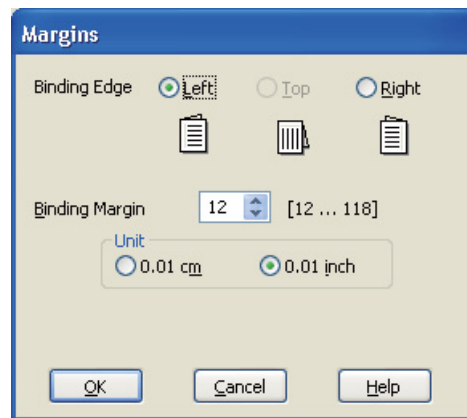 Margins
Binding Edge Left Top Right
Binding Margin 12 [12 ... 118]
Unit
0.01 cm 0.01 inch
OK Cancel Help